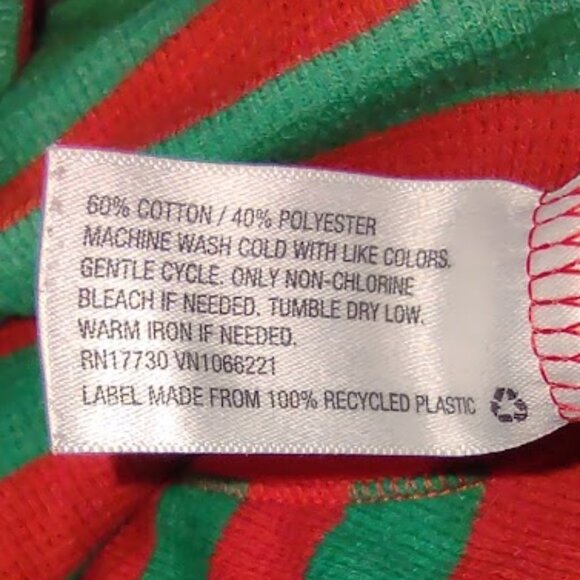 60% COTTON / 40% POLYESTER
MACHINE WASH COLD WITH LIKE COLORS.
GENTLE CYCLE. ONLY NON-CHLORINE
BLEACH IF NEEDED. TUMBLE DRY LOW.
WARM IRON IF NEEDED.
RN17730 VN1066221
LABEL MADE FROM 100% RECYCLED PLASTIC